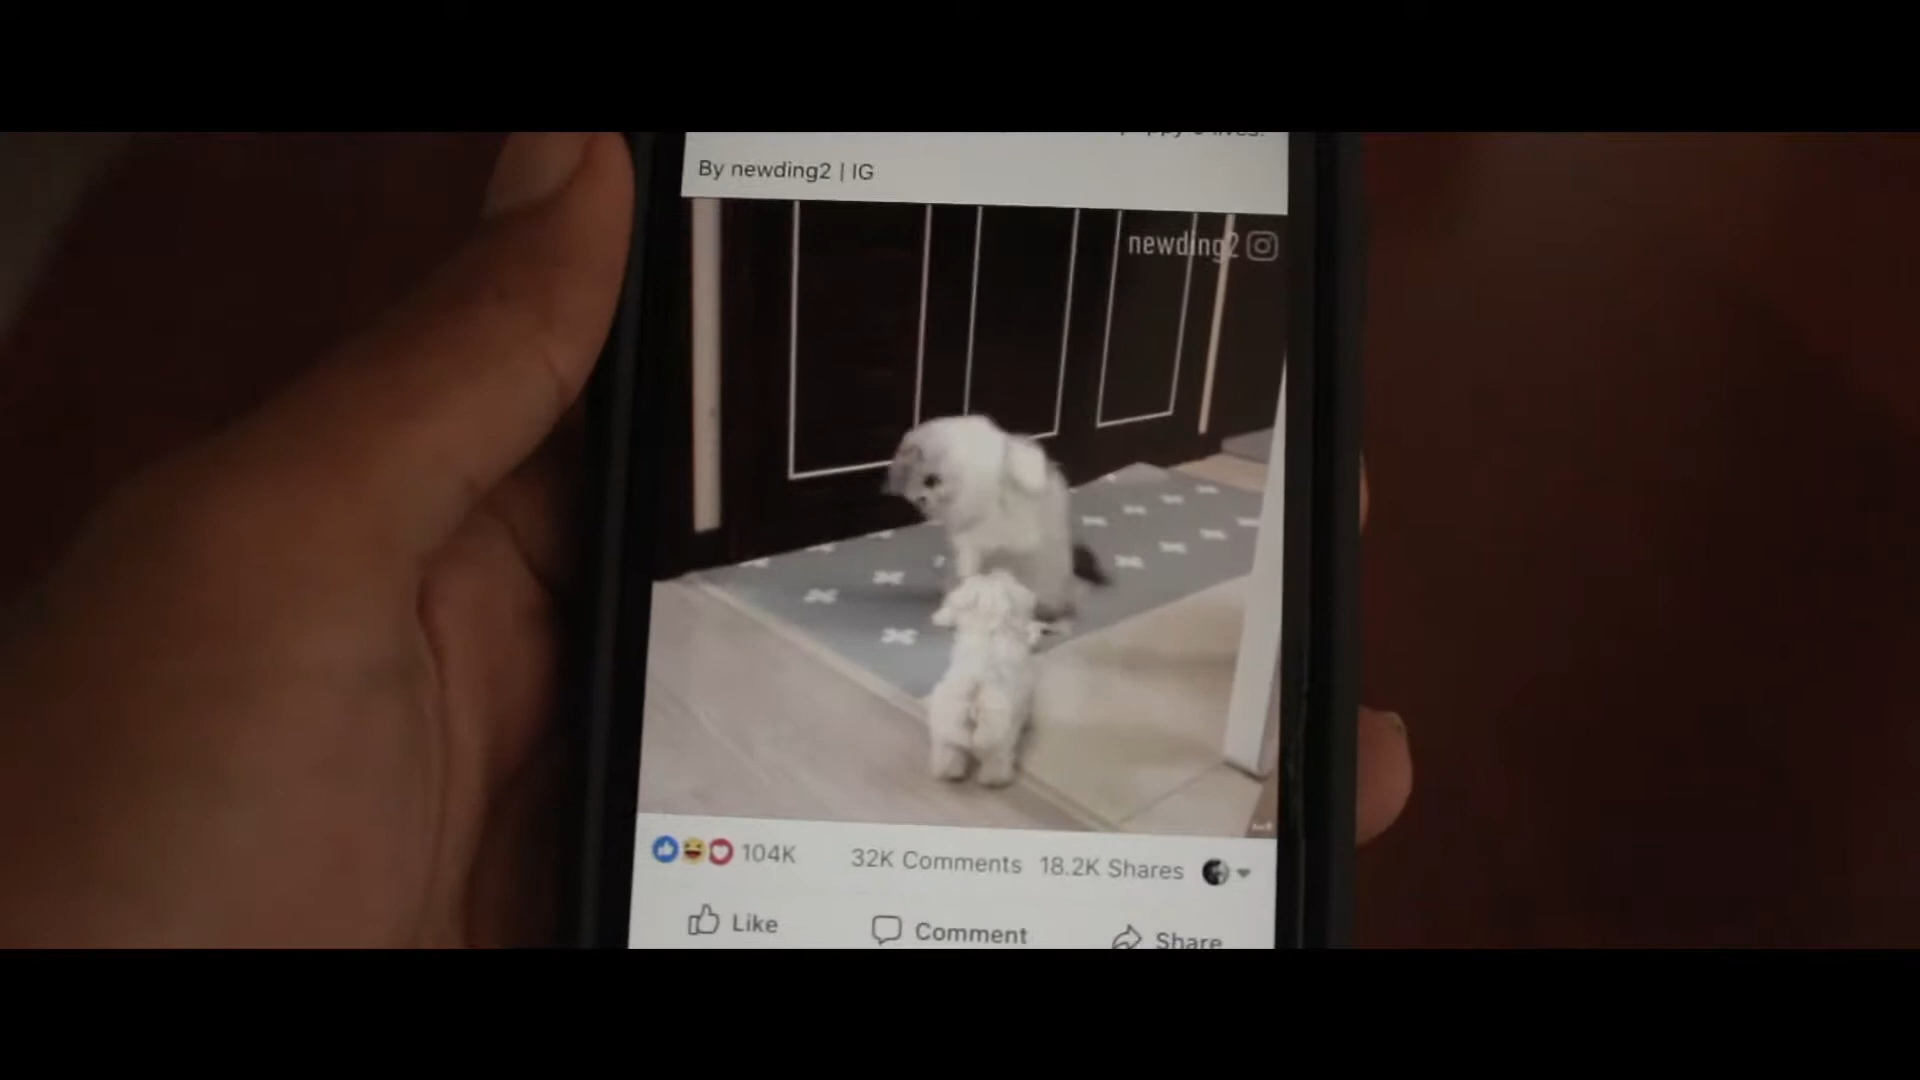 By newding2 | IG
newding2
104K 32K Comments 18.2K Shares
Like Comment Share